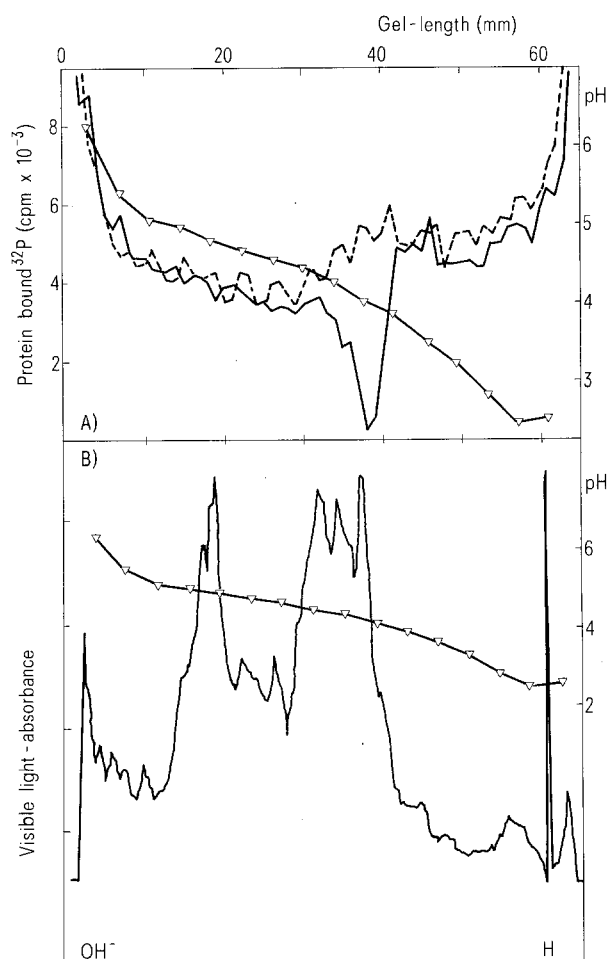 Gel-length (mm)
0 20 40 60
pH
8
6
6
5
4
4
2
3
Protein bound ³²P (cpm x 10⁻³)
A)
B)
pH
6
4
2
Visible light-absorbance
OH⁻ H